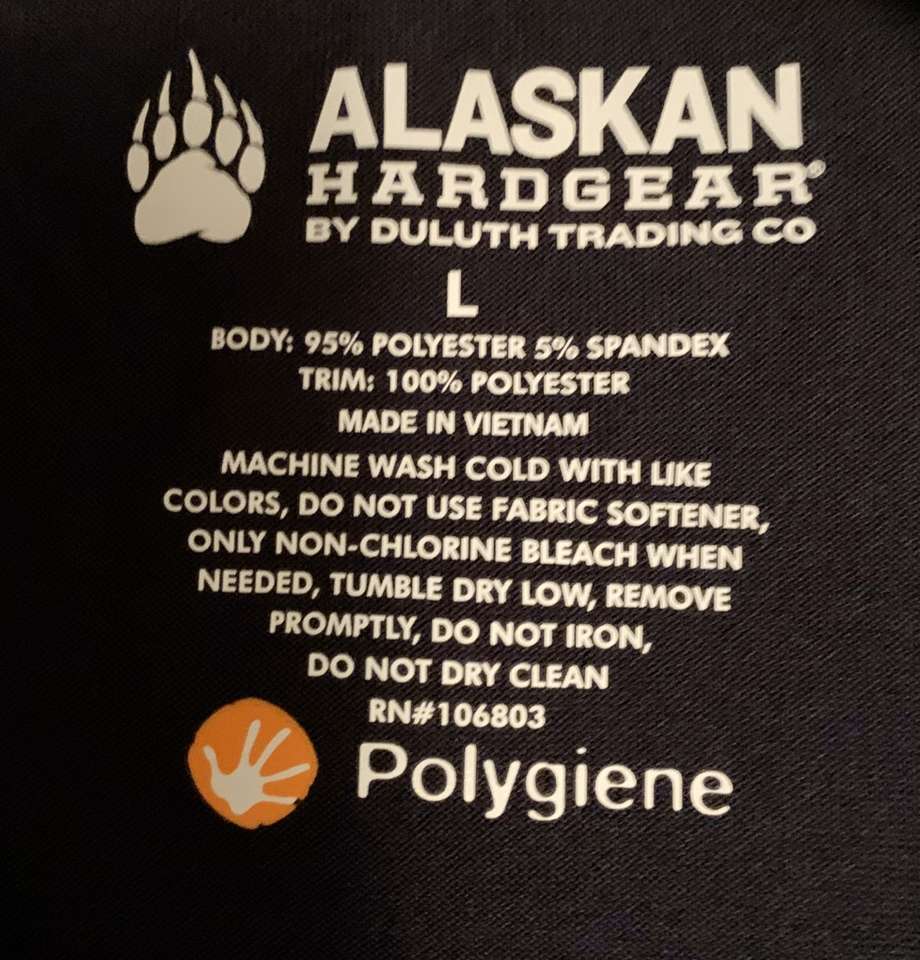 ALASKAN
HARDGEAR®
BY DULUTH TRADING CO
L
BODY: 95% POLYESTER 5% SPANDEX
TRIM: 100% POLYESTER
MADE IN VIETNAM
MACHINE WASH COLD WITH LIKE
COLORS, DO NOT USE FABRIC SOFTENER,
ONLY NON-CHLORINE BLEACH WHEN
NEEDED, TUMBLE DRY LOW, REMOVE
PROMPTLY, DO NOT IRON,
DO NOT DRY CLEAN
RN#106803
Polygiene